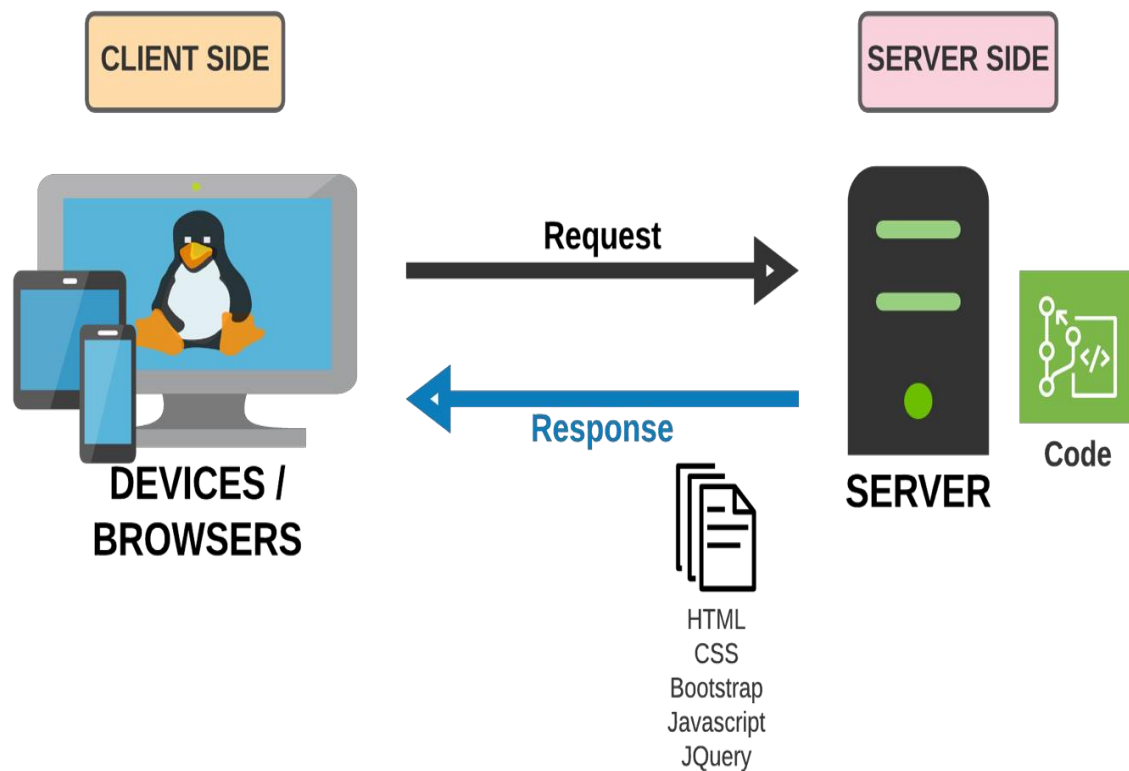 CLIENT SIDE
SERVER SIDE
Request
Response
DEVICES /
BROWSERS
SERVER
</>
Code
HTML
CSS
Bootstrap
Javascript
JQuery